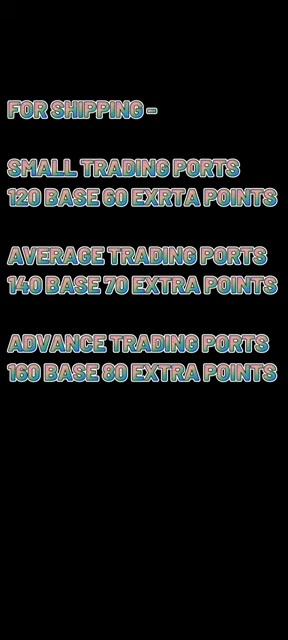 FOR SHIPPING -
SMALL TRADING PORTS
120 BASE 60 EXRTA POINTS
AVERAGE TRADING PORTS
140 BASE 70 EXTRA POINTS
ADVANCE TRADING PORTS
160 BASE 80 EXTRA POINTS